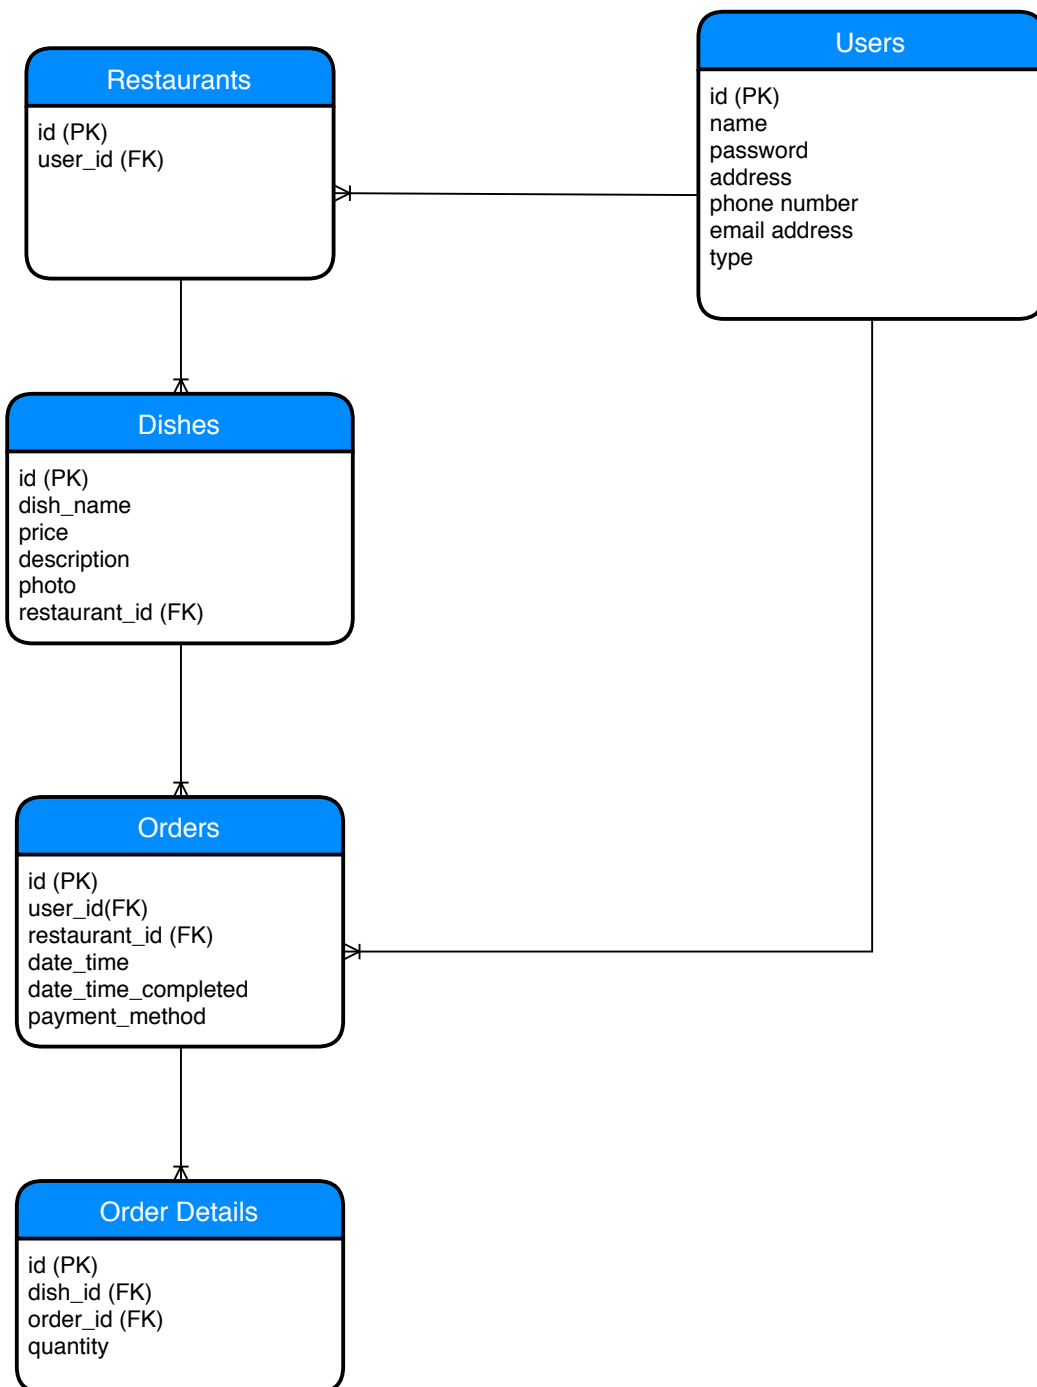 Restaurants
id (PK)
user_id (FK)
Users
id (PK)
name
password
address
phone number
email address
type
Dishes
id (PK)
dish_name
price
description
photo
restaurant_id (FK)
Orders
id (PK)
user_id(FK)
restaurant_id (FK)
date_time
date_time_completed
payment_method
Order Details
id (PK)
dish_id (FK)
order_id (FK)
quantity